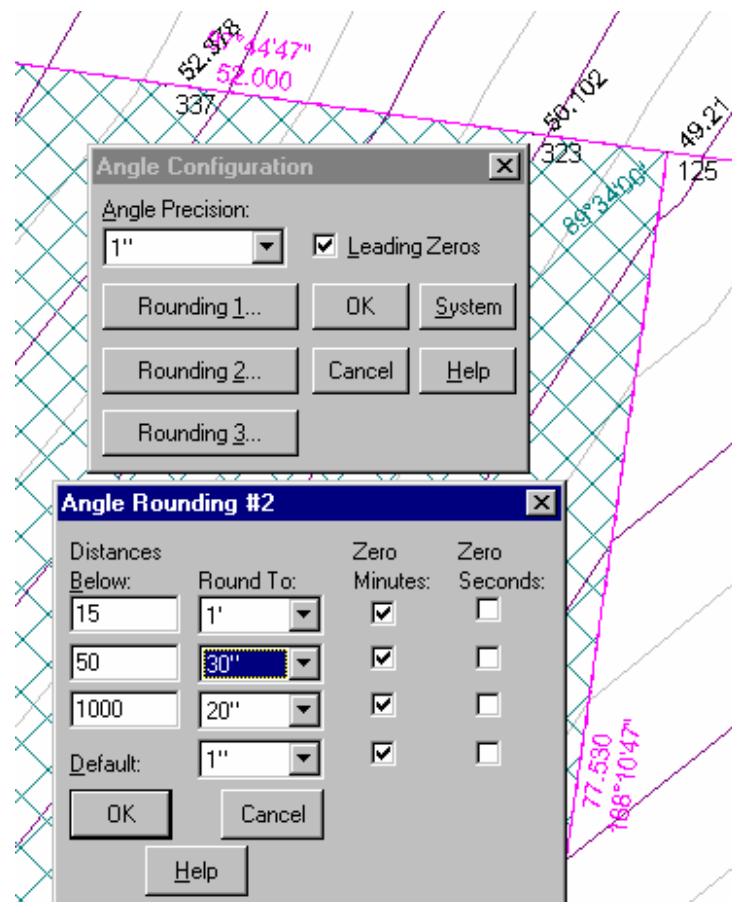 52.378
44'47"
52.000
337
50.102
323
49.21
125
89°34'00"
Angle Configuration
Angle Precision:
1"
Leading Zeros
Rounding 1...
OK
System
Rounding 2...
Cancel
Help
Rounding 3...
Angle Rounding #2
Distances
Zero
Zero
Below:
Round To:
Minutes:
Seconds:
15
1'
50
30"
1000
20"
Default:
1"
OK
Cancel
Help
77.530
168°10'47"